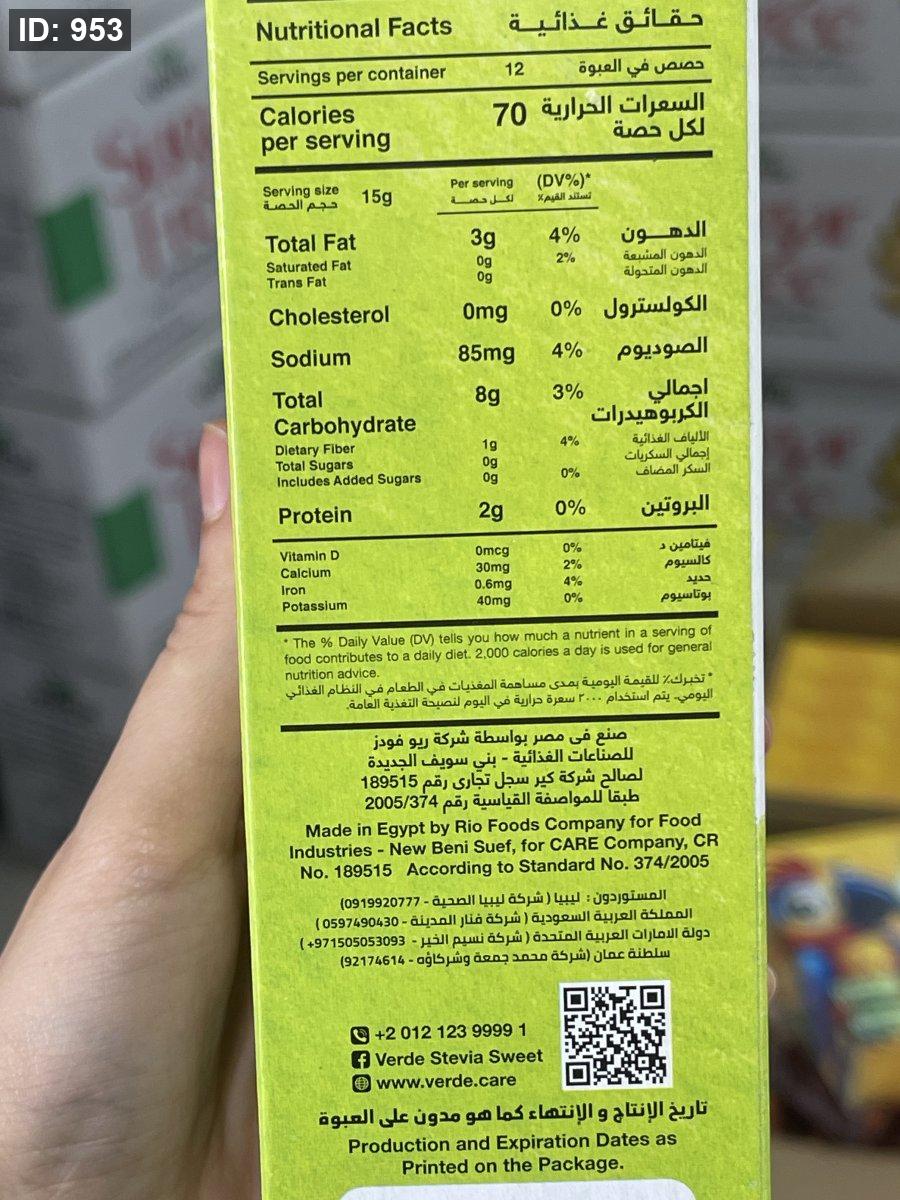 ID: 953
Nutritional Facts حقائق غذائية
Servings per container 12 حصص في العبوة
Calories per serving 70 السعرات الحرارية لكل حصة
Serving size 15g Per serving (DV%)*
حجم الحصة لكل حصة تستند القيم٪
Total Fat 3g 4% الدهون
Saturated Fat 0g 2% الدهون المشبعة
Trans Fat 0g الدهون المتحولة
Cholesterol 0mg 0% الكولسترول
Sodium 85mg 4% الصوديوم
Total Carbohydrate 8g 3% اجمالي الكربوهيدرات
Dietary Fiber 1g 4% الألياف الغذائية
Total Sugars 0g إجمالي السكريات
Includes Added Sugars 0g 0% السكر المضاف
Protein 2g 0% البروتين
Vitamin D 0mcg 0% فيتامين د
Calcium 30mg 2% كالسيوم
Iron 0.6mg 4% حديد
Potassium 40mg 0% بوتاسيوم
* The % Daily Value (DV) tells you how much a nutrient in a serving of
food contributes to a daily diet. 2,000 calories a day is used for general
nutrition advice.
* تخبرك٪ للقيمة اليومية بمدى مساهمة المغذيات في الطعام في النظام الغذائي
اليومي. يتم استخدام ٢٠٠٠ سعرة حرارية في اليوم لنصيحة التغذية العامة.
صنع فى مصر بواسطة شركة ريو فودز
للصناعات الغذائية - بني سويف الجديدة
لصالح شركة كير سجل تجارى رقم 189515
طبقا للمواصفة القياسية رقم 2005/374
Made in Egypt by Rio Foods Company for Food
Industries - New Beni Suef, for CARE Company, CR
No. 189515 According to Standard No. 374/2005
المستوردون : ليبيا ( شركة ليبيا الصحية - 0919920777)
المملكة العربية السعودية ( شركة فنار المدينة - 0597490430 )
دولة الامارات العربية المتحدة ( شركة نسيم الخير - 971505053093+ )
سلطنة عمان (شركة محمد جمعة وشركاؤه - 92174614)
+2 012 123 9999 1
Verde Stevia Sweet
www.verde.care
تاريخ الإنتاج و الإنتهاء كما هو مدون على العبوة
Production and Expiration Dates as
Printed on the Package.